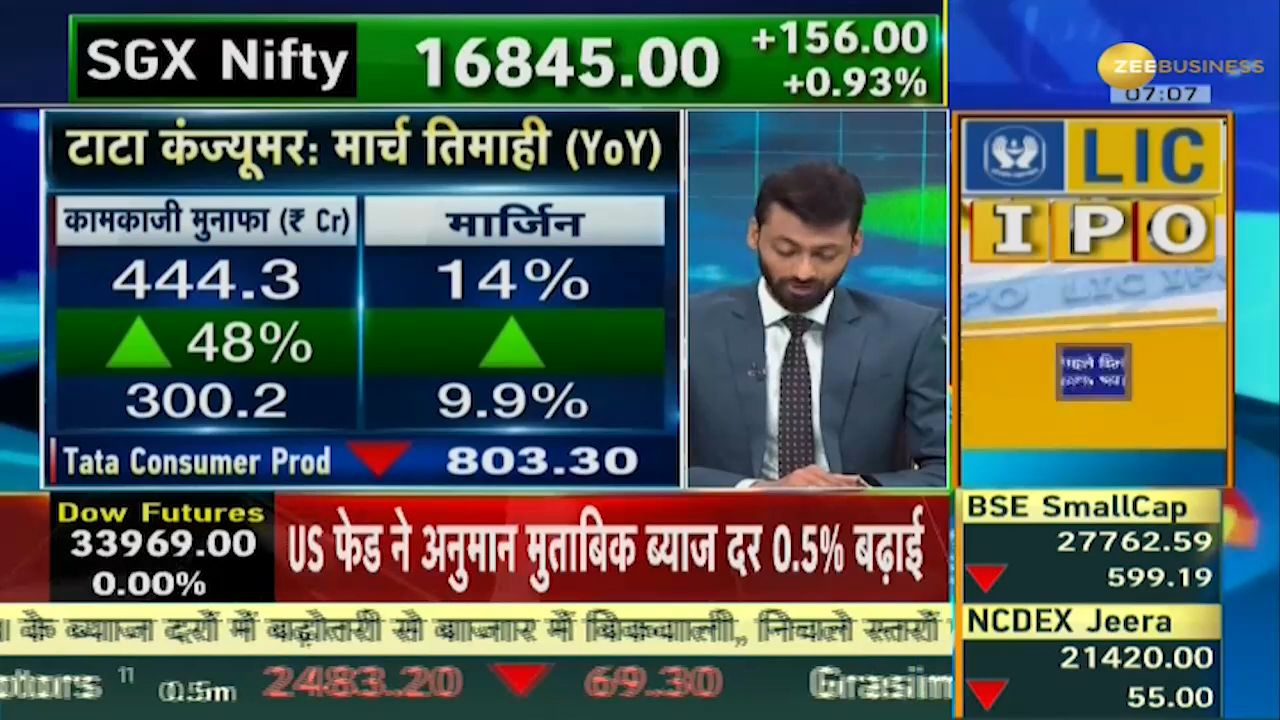 SGX Nifty 16845.00 +156.00
+0.93%
ZEEBUSINESS
07:07
टाटा कंज्यूमर: मार्च तिमाही (YoY)
कामकाजी मुनाफा (₹ Cr) मार्जिन
444.3 14%
48%
300.2 9.9%
Tata Consumer Prod 803.30
LIC
IPO
LIC IP
Dow Futures
33969.00
0.00%
US फेड ने अनुमान मुताबिक ब्याज दर 0.5% बढ़ाई
BSE SmallCap
27762.59
599.19
NCDEX Jeera
21420.00
55.00
के ब्याज दरों में बढ़ोतरी से बाजार में बिकवाली, निचले स्तरों
otors 0.5m 2483.20 69.30 Grasim